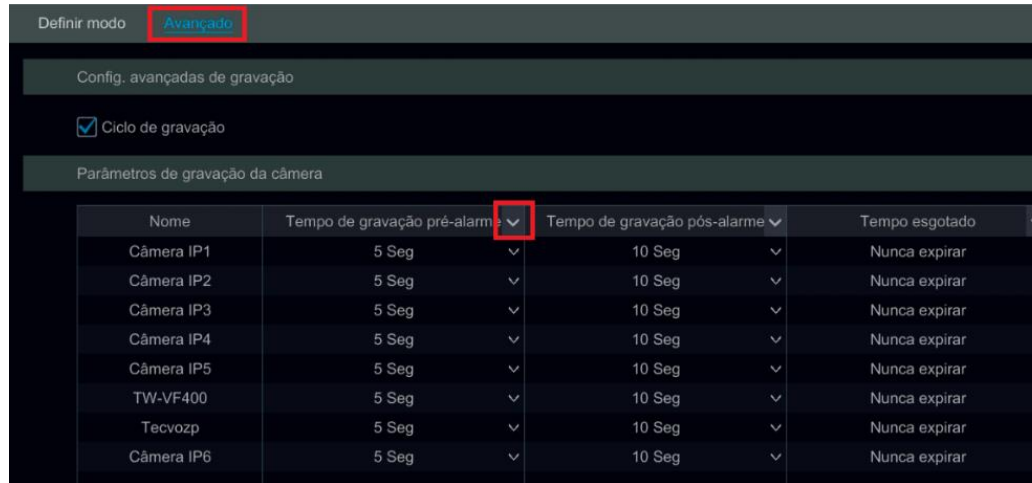 Definir modo Avançado
Config. avançadas de gravação
Ciclo de gravação
Parâmetros de gravação da câmera
Nome Tempo de gravação pré-alarme Tempo de gravação pós-alarme Tempo esgotado
Câmera IP1 5 Seg 10 Seg Nunca expirar
Câmera IP2 5 Seg 10 Seg Nunca expirar
Câmera IP3 5 Seg 10 Seg Nunca expirar
Câmera IP4 5 Seg 10 Seg Nunca expirar
Câmera IP5 5 Seg 10 Seg Nunca expirar
TW-VF400 5 Seg 10 Seg Nunca expirar
Tecvozp 5 Seg 10 Seg Nunca expirar
Câmera IP6 5 Seg 10 Seg Nunca expirar